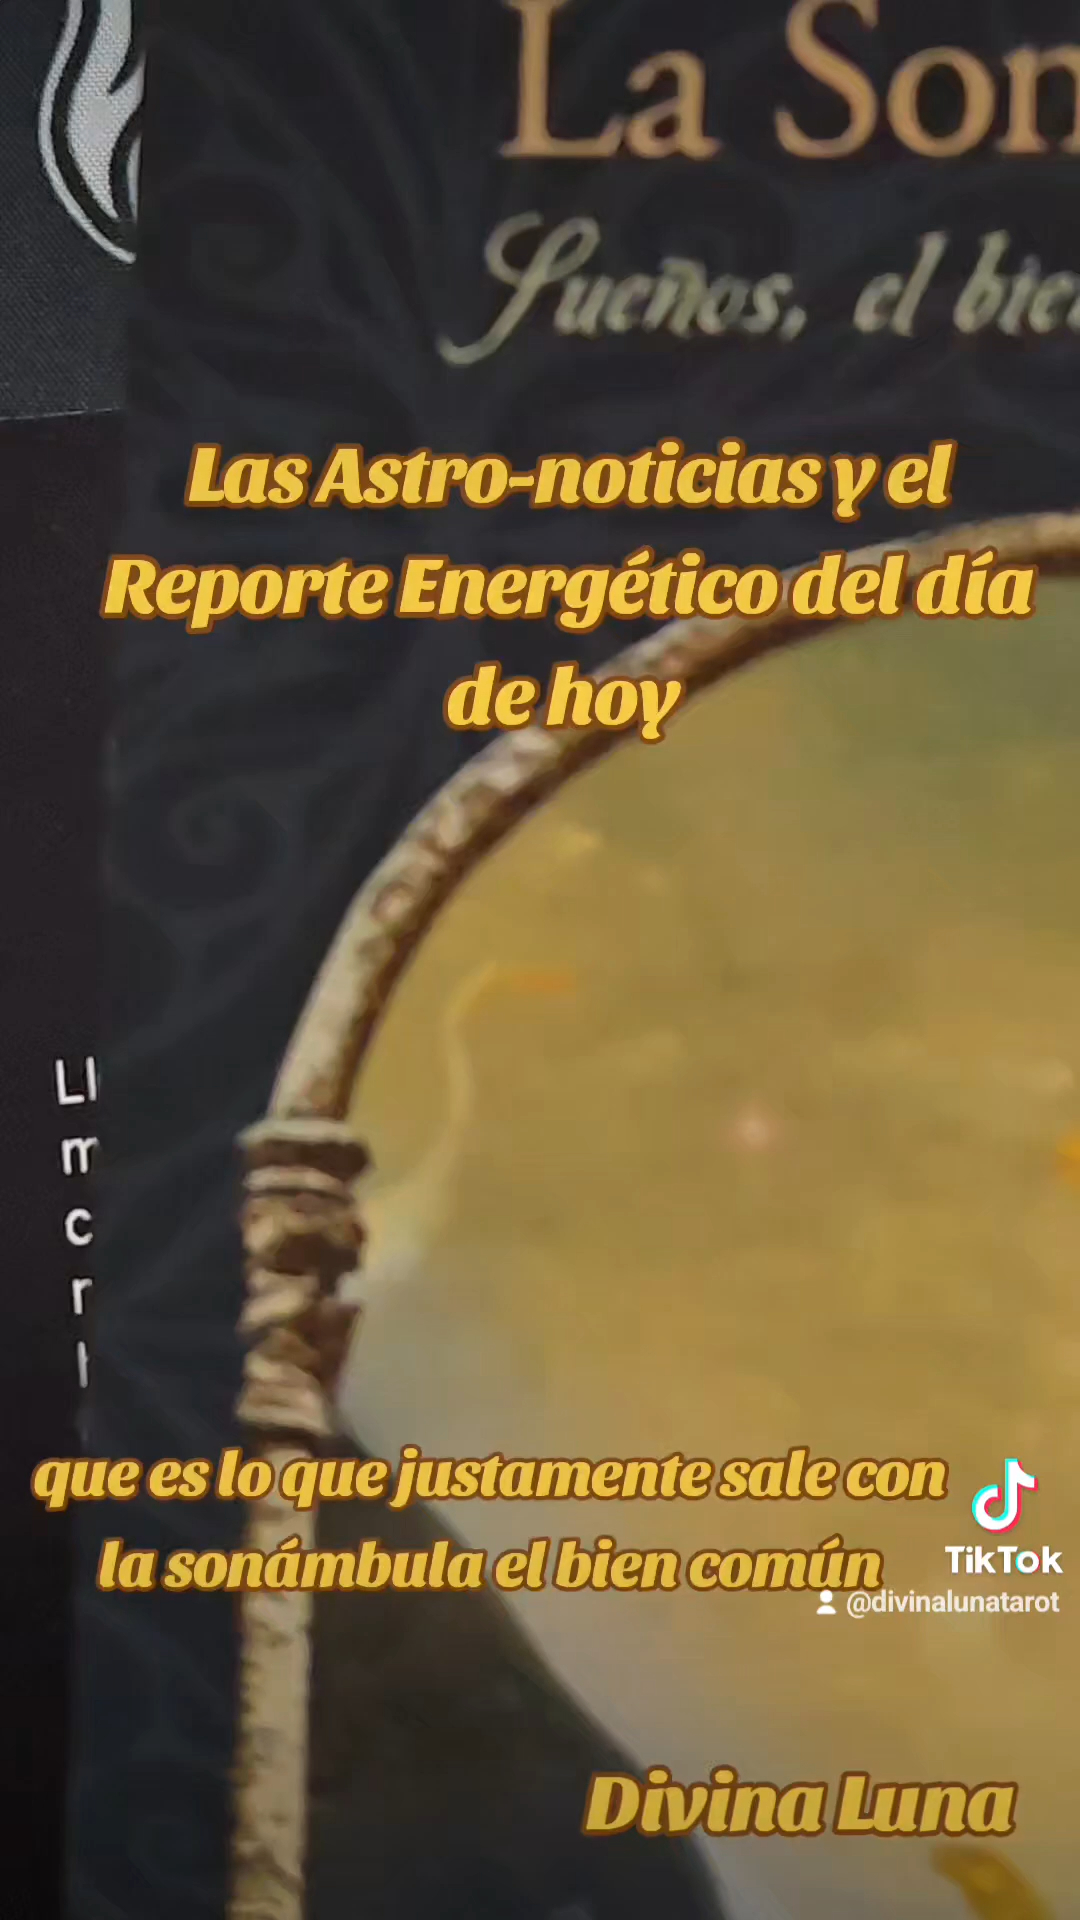 La Son
Sueños, el bie
Las Astro-noticias y el
Reporte Energético del día
de hoy
Ll
m
c
r
que es lo que justamente sale con
la sonámbula el bien común
TikTok
@divinalunatarot
Divina Luna